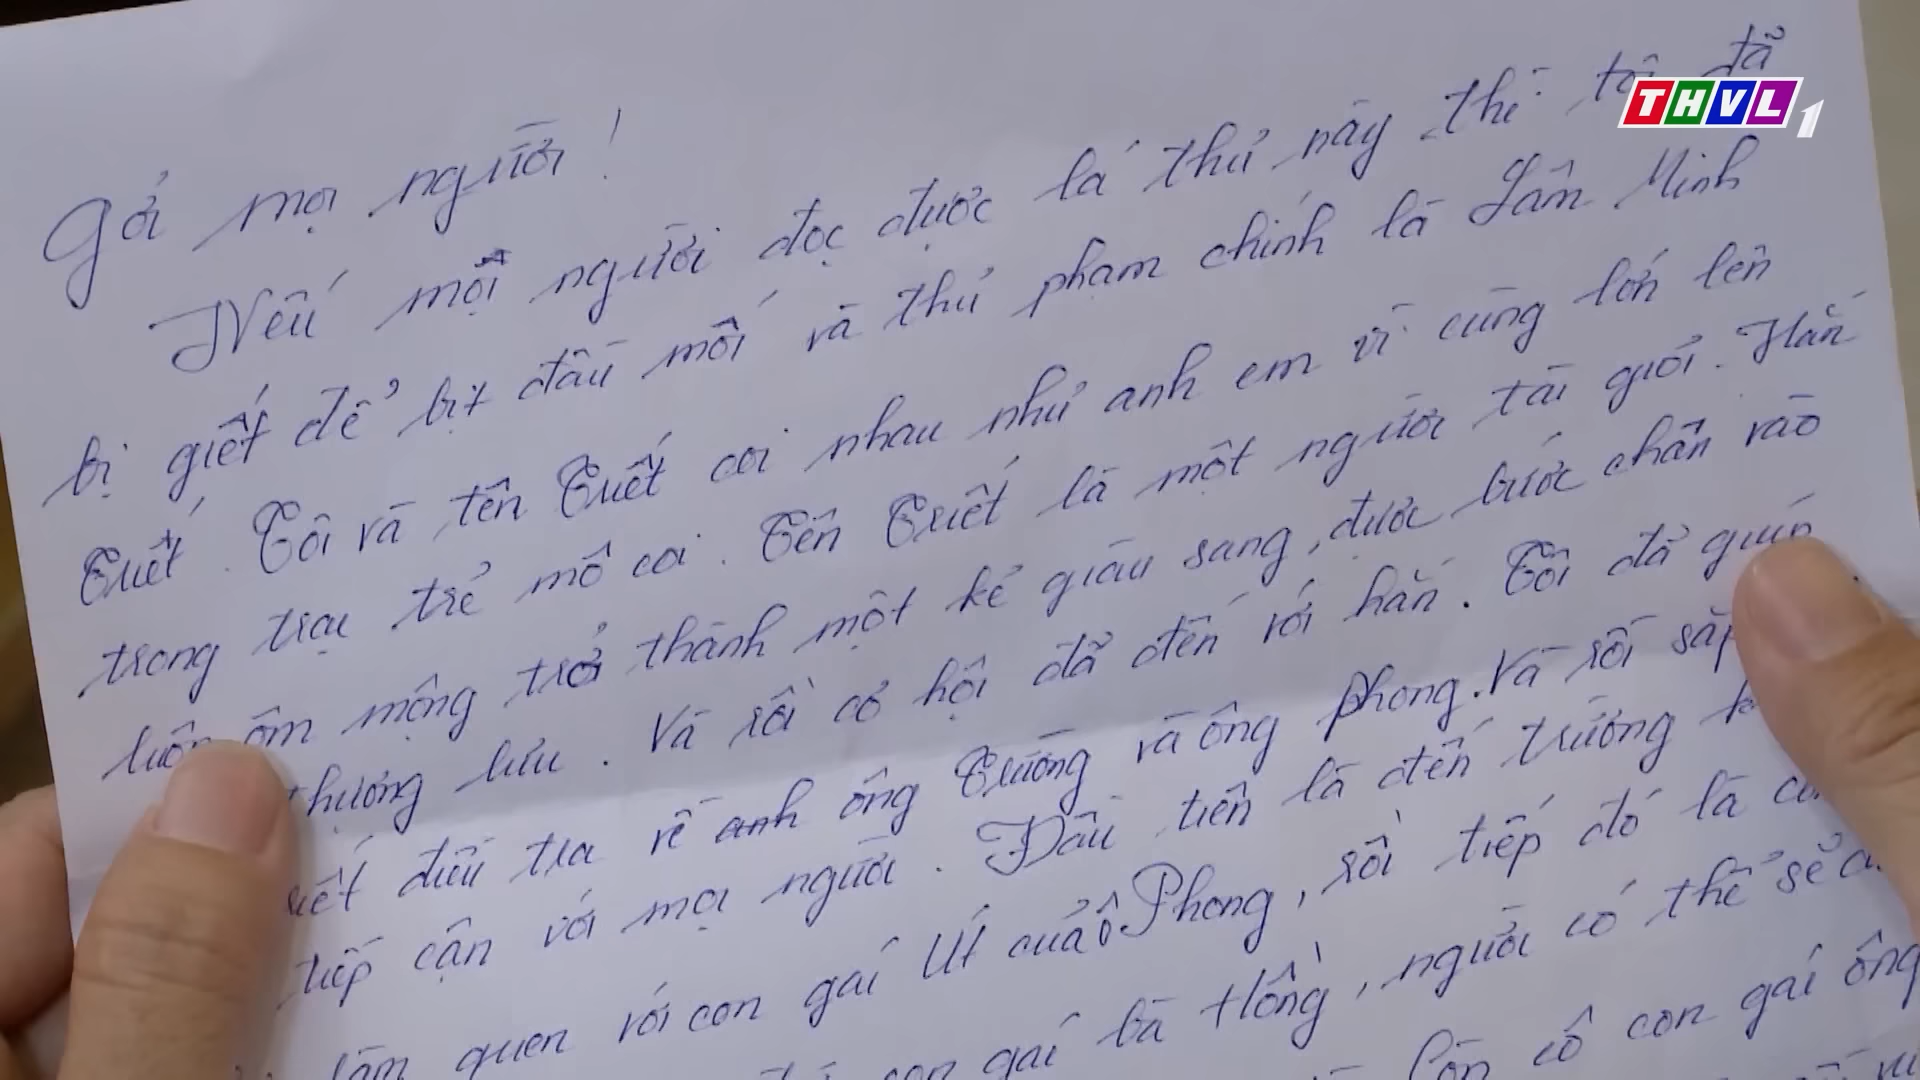 THVL1
Gởi mọi người!
Nếu mọi người đọc được lá thư này thì tôi đã
bị giết để bịt đầu mối và thủ phạm chính là Lâm Minh
Triết. Tôi và tên Triết coi nhau như anh em vì cùng lớn lên
trong trại trẻ mồ coi. Tên Triết là một người tài giỏi. Hắn
luôn ôm mộng trở thành một kẻ giàu sang, được bước chân vào
thượng lưu. Và rồi cơ hội đã đến với hắn. Tôi đã giúp
điều tra về anh ông Trường và ông Phong. Và rồi sắp
tiếp cận với mọi người. Đầu tiên là đến trường
làm quen với con gái Út của ô Phong, rồi tiếp đó là
con gái bà Hồng, người có thể sẽ
Còn cô con gái ông